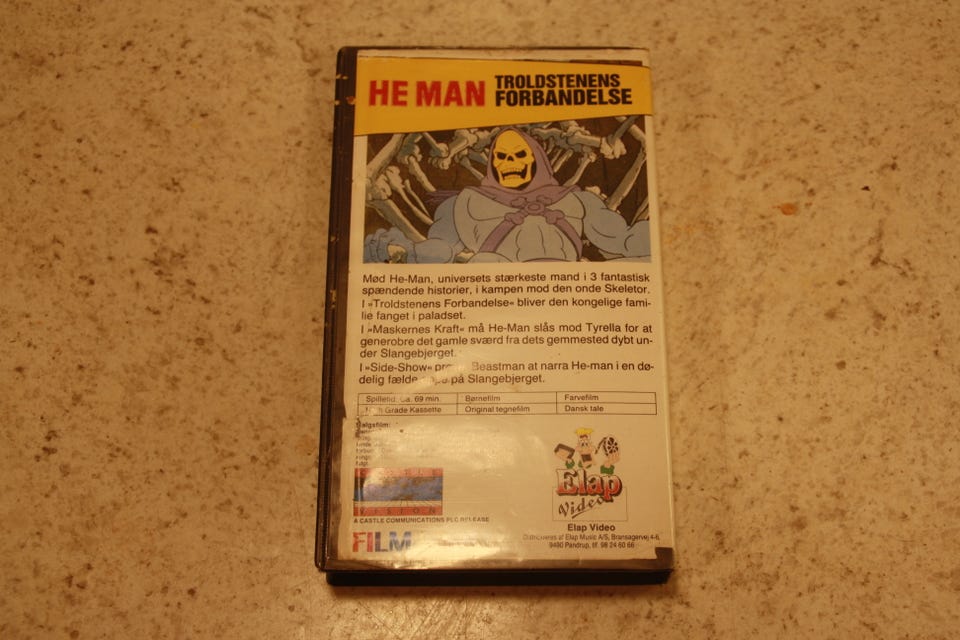 HE MAN TROLDSTENENS
FORBANDELSE
Mød He-Man, universets stærkeste mand i 3 fantastisk
spændende historier, i kampen mod den onde Skeletor.
I »Troldstenens Forbandelse« bliver den kongelige fami-
lie fanget i paladset.
I »Maskernes Kraft« må He-Man slås mod Tyrella for at
generobre det gamle sværd fra dets gemmested dybt un-
der Slangebjerget.
I »Side-Show« Beastman at narra He-man i en dø-
delig fælde på Slangebjerget.
Spilletid: ca. 69 min. Børnefilm Farvefilm
Grade Kassette Original tegnefilm Dansk tale
VISION
A CASTLE COMMUNICATIONS PLC RELEASE
FILM
Elap
Video
Elap Video
Distribueres af Elap Music A/S, Bransagervej 4-6,
9490 Pandrup, tlf. 98 24 60 66